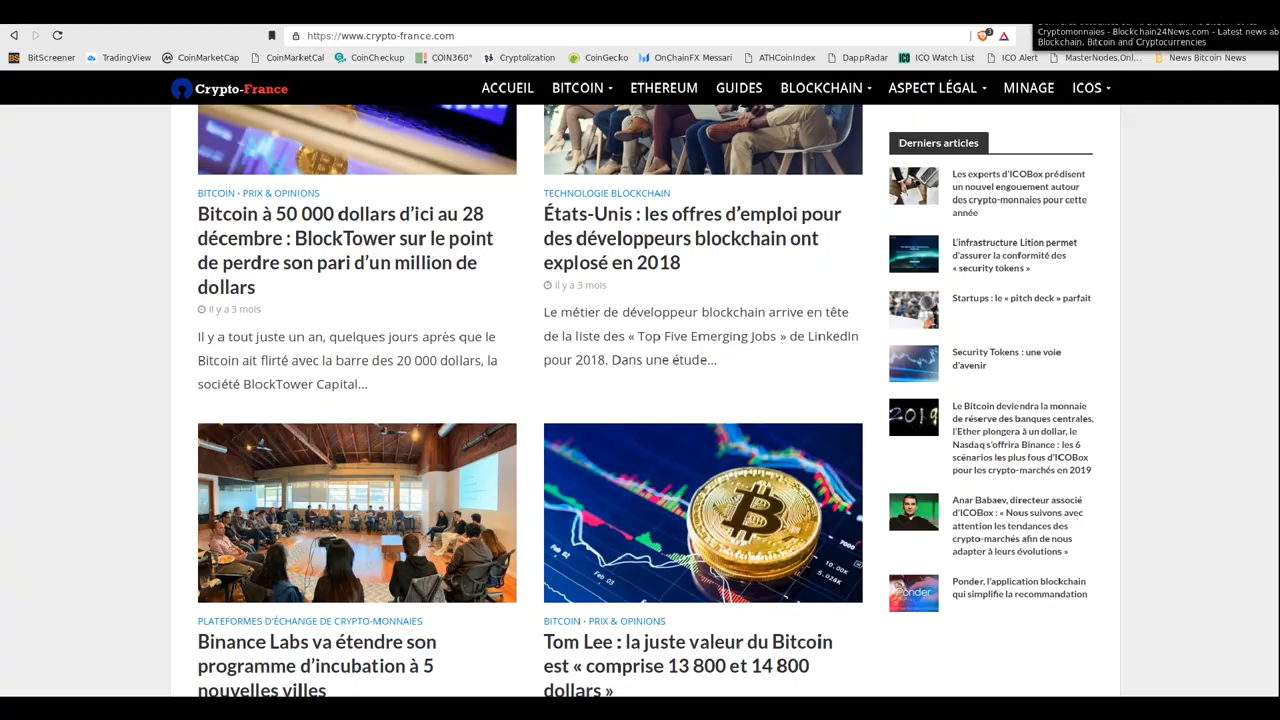 Cryptomonnaies - Blockchain24News.com - Latest news ab
Blockchain, Bitcoin and Cryptocurrencies
https://www.crypto-france.com
3
BitScreener TradingView CoinMarketCap CoinMarketCal CoinCheckup COIN360° Cryptolization CoinGecko OnChainFX Messari ATHCoinIndex DappRadar ICO Watch List ICO Alert MasterNodes.Onl... News Bitcoin News
Crypto-France ACCUEIL BITCOIN ETHEREUM GUIDES BLOCKCHAIN ASPECT LÉGAL MINAGE ICOS
BITCOIN • PRIX & OPINIONS
Bitcoin à 50 000 dollars d’ici au 28
décembre : BlockTower sur le point
de perdre son pari d’un million de
dollars
Il y a 3 mois
Il y a tout juste un an, quelques jours après que le
Bitcoin ait flirté avec la barre des 20 000 dollars, la
société BlockTower Capital...
TECHNOLOGIE BLOCKCHAIN
États-Unis : les offres d’emploi pour
des développeurs blockchain ont
explosé en 2018
Il y a 3 mois
Le métier de développeur blockchain arrive en tête
de la liste des « Top Five Emerging Jobs » de LinkedIn
pour 2018. Dans une étude...
PLATEFORMES D'ÉCHANGE DE CRYPTO-MONNAIES
Binance Labs va étendre son
programme d’incubation à 5
nouvelles villes
Feb 02
Feb 03
7000
10.00K
5.028K
BITCOIN • PRIX & OPINIONS
Tom Lee : la juste valeur du Bitcoin
est « comprise 13 800 et 14 800
dollars »
Derniers articles
Les experts d’ICOBox prédisent
un nouvel engouement autour
des crypto-monnaies pour cette
année
L’infrastructure Lition permet
d’assurer la conformité des
« security tokens »
Startups : le « pitch deck » parfait
Security Tokens : une voie
d’avenir
2019
Le Bitcoin deviendra la monnaie
de réserve des banques centrales,
l’Ether plongera à un dollar, le
Nasdaq s’offrira Binance : les 6
scénarios les plus fous d’ICOBox
pour les crypto-marchés en 2019
Anar Babaev, directeur associé
d’ICOBox : « Nous suivons avec
attention les tendances des
crypto-marchés afin de nous
adapter à leurs évolutions »
Ponder
Ponder, l’application blockchain
qui simplifie la recommandation